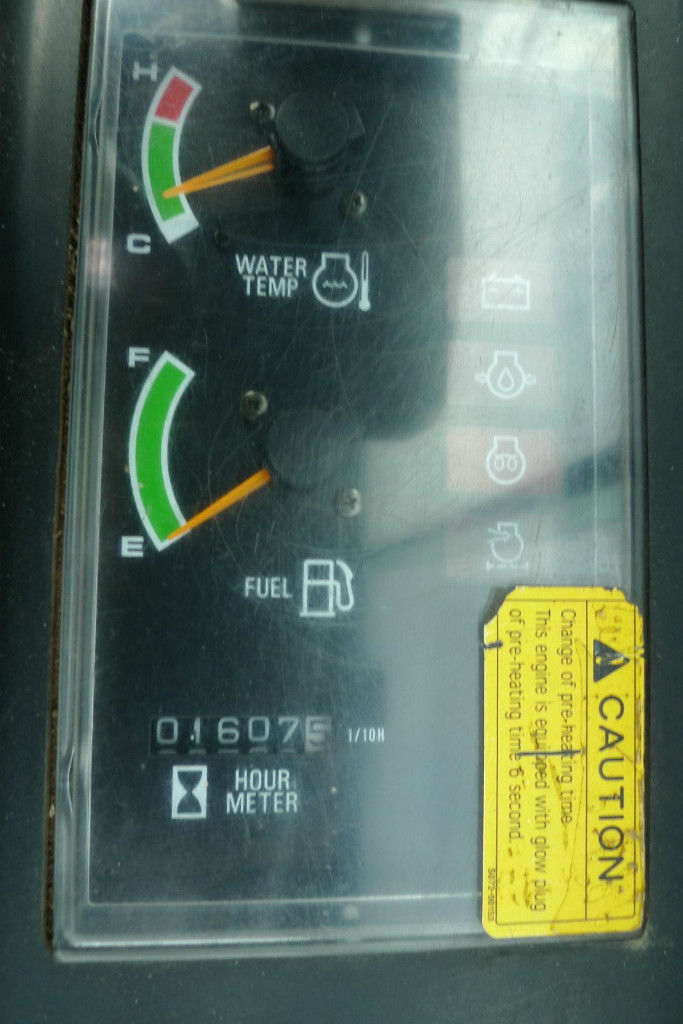 H
C
WATER
TEMP
F
E
FUEL
016075
1/10H
HOUR
METER
CAUTION
Change of pre-heating time
This engine is equipped with glow plug
of pre-heating time 6 second.